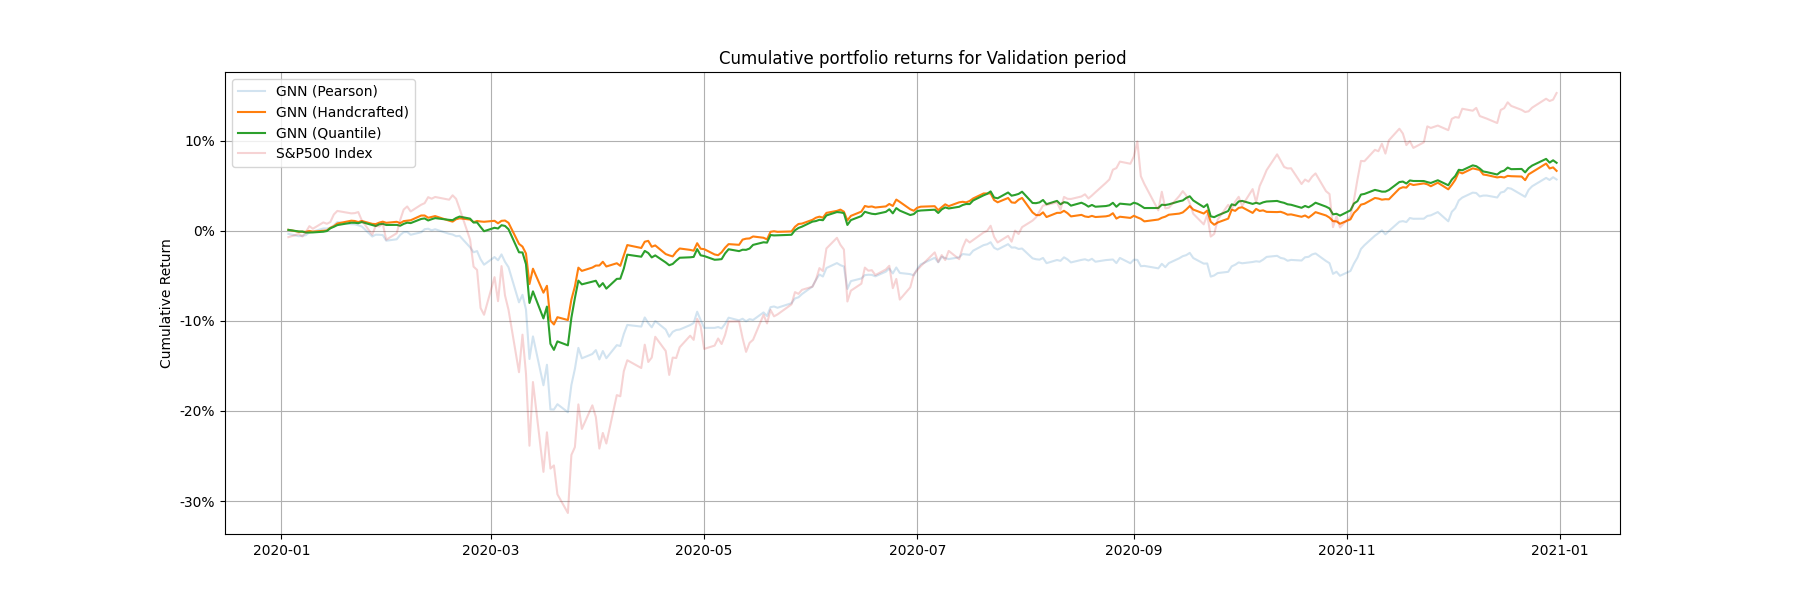 Cumulative portfolio returns for Validation period
GNN (Pearson)
GNN (Handcrafted)
GNN (Quantile)
S&P500 Index
Cumulative Return
10%
0%
-10%
-20%
-30%
2020-01
2020-03
2020-05
2020-07
2020-09
2020-11
2021-01